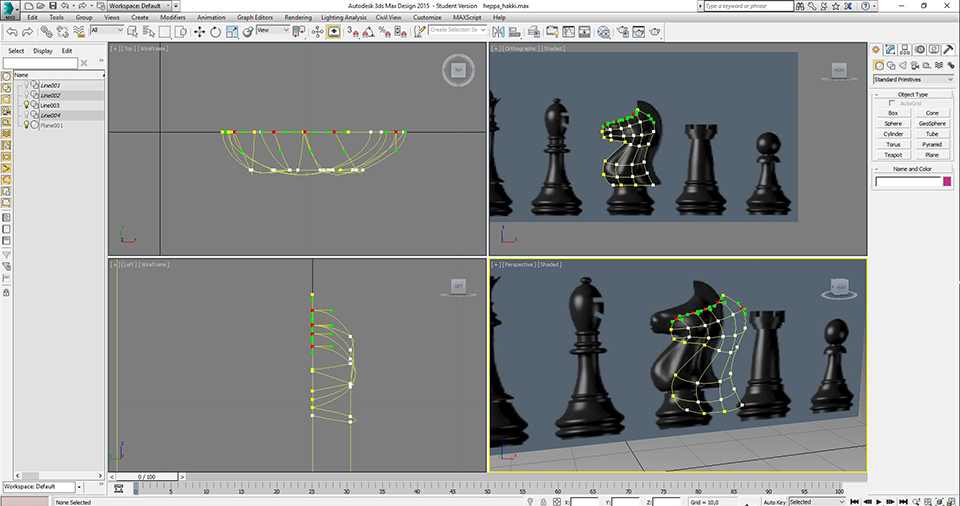 Workspace: Default
Autodesk 3ds Max Design 2015 - Student Version heppa_hakki.max
Type a keyword or phrase
MXD
Edit Tools Group Views Create Modifiers Animation Graph Editors Rendering Lighting Analysis Civil View Customize MAXScript Help
All View Create Selection Se
Select Display Edit
Name
Line001
Line002
Line003
Line004
Plane001
[+][Top][Wireframe]
TOP
[+][Orthographic][Shaded]
FRONT
[+][Left][Wireframe]
LEFT
[+][Perspective][Shaded]
Standard Primitives
Object Type
AutoGrid
Box Cone
Sphere GeoSphere
Cylinder Tube
Torus Pyramid
Teapot Plane
Name and Color
Workspace: Default
0 / 100
0 5 10 15 20 25 30 35 40 45 50 55 60 65 70 75 80 85 90 95 100
None Selected X: Y: Z: Grid = 10,0 Auto Key Selected